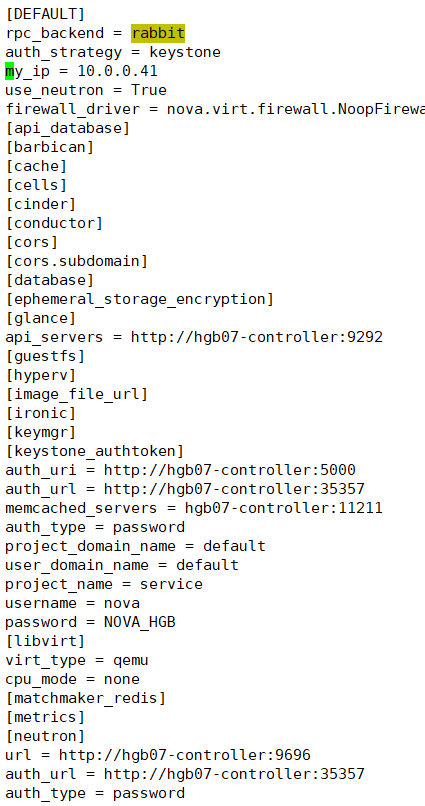 [DEFAULT]
rpc_backend = rabbit
auth_strategy = keystone
my_ip = 10.0.0.41
use_neutron = True
firewall_driver = nova.virt.firewall.NoopFirewa
[api_database]
[barbican]
[cache]
[cells]
[cinder]
[conductor]
[cors]
[cors.subdomain]
[database]
[ephemeral_storage_encryption]
[glance]
api_servers = http://hgb07-controller:9292
[guestfs]
[hyperv]
[image_file_url]
[ironic]
[keymgr]
[keystone_authtoken]
auth_uri = http://hgb07-controller:5000
auth_url = http://hgb07-controller:35357
memcached_servers = hgb07-controller:11211
auth_type = password
project_domain_name = default
user_domain_name = default
project_name = service
username = nova
password = NOVA_HGB
[libvirt]
virt_type = qemu
cpu_mode = none
[matchmaker_redis]
[metrics]
[neutron]
url = http://hgb07-controller:9696
auth_url = http://hgb07-controller:35357
auth_type = password